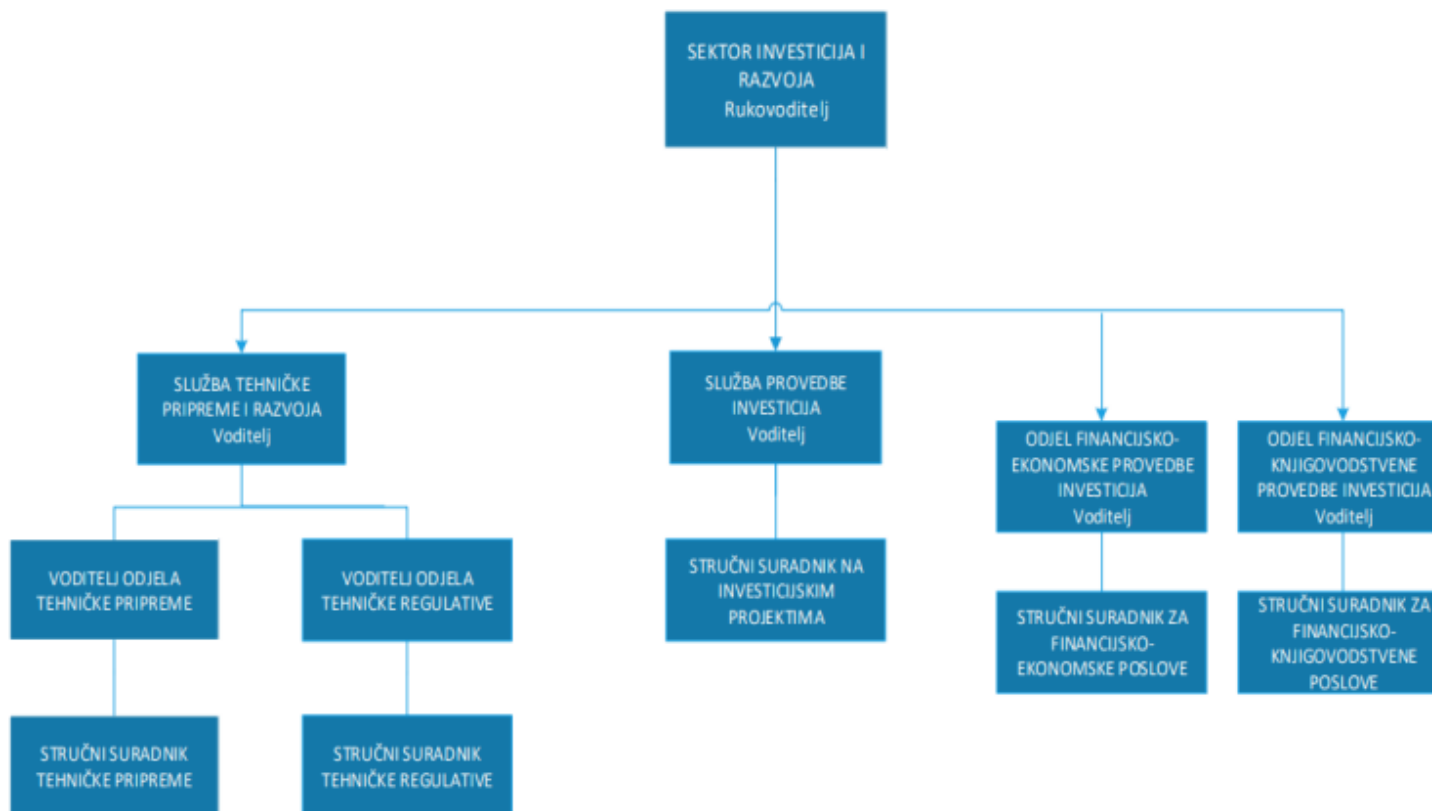 SEKTOR INVESTICIJA I
RAZVOJA
Rukovoditelj
SLUŽBA TEHNIČKE
PRIPREME I RAZVOJA
Voditelj
SLUŽBA PROVEDBE
INVESTICIJA
Voditelj
ODJEL FINANCIJSKO-
EKONOMSKE PROVEDBE
INVESTICIJA
Voditelj
ODJEL FINANCIJSKO-
KNJIGOVODSTVENE
PROVEDBE INVESTICIJA
Voditelj
VODITELJ ODJELA
TEHNIČKE PRIPREME
VODITELJ ODJELA
TEHNIČKE REGULATIVE
STRUČNI SURADNIK NA
INVESTICIJSKIM
PROJEKTIMA
STRUČNI SURADNIK ZA
FINANCIJSKO-
EKONOMSKE POSLOVE
STRUČNI SURADNIK ZA
FINANCIJSKO-
KNJIGOVODSTVENE
POSLOVE
STRUČNI SURADNIK
TEHNIČKE PRIPREME
STRUČNI SURADNIK
TEHNIČKE REGULATIVE